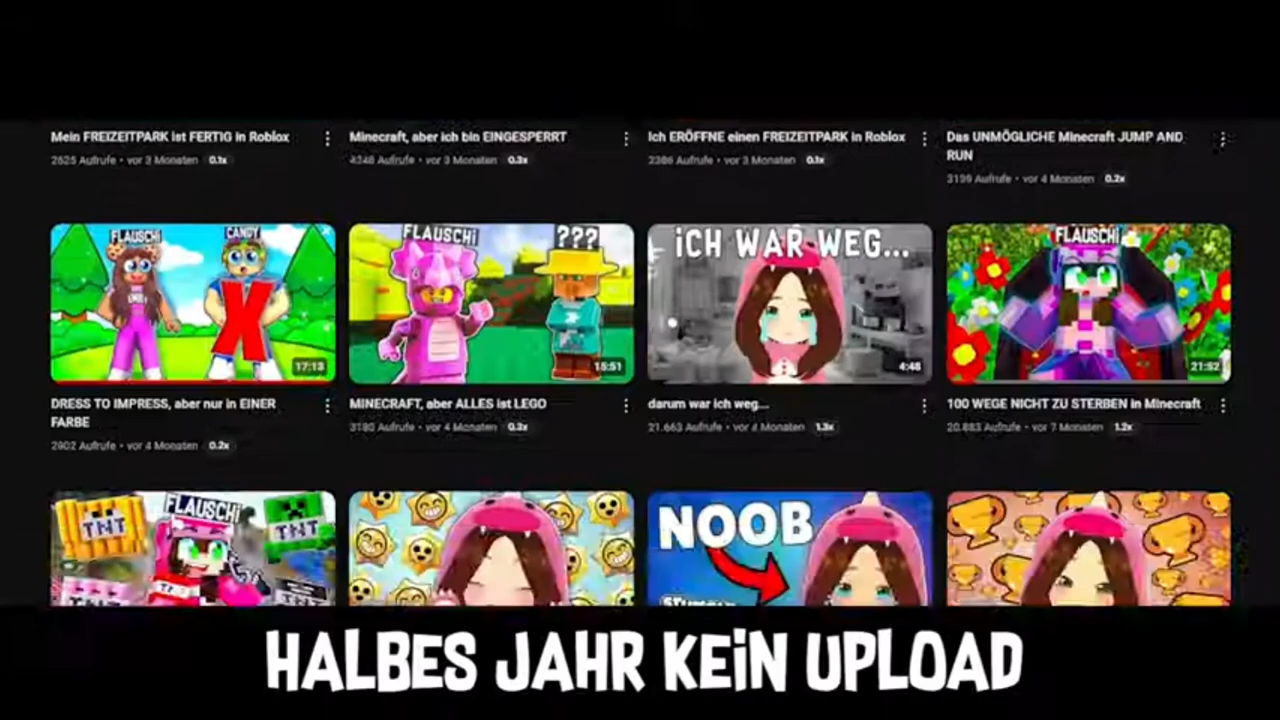 Mein FREIZEITPARK ist FERTIG in Roblox
2625 Aufrufe • vor 3 Monaten 0.1x
Minecraft, aber ich bin EINGESPERRT
4248 Aufrufe • vor 3 Monaten 0.3x
Ich ERÖFFNE einen FREIZEITPARK in Roblox
2386 Aufrufe • vor 3 Monaten 0.1x
Das UNMÖGLICHE Minecraft JUMP AND
RUN
3199 Aufrufe • vor 4 Monaten 0.2x
FLAUSCHi
CANDY
X
17:13
FLAUSCHi
???
15:51
iCH WAR WEG...
4:48
FLAUSCHi
21:52
DRESS TO IMPRESS, aber nur in EINER
FARBE
2902 Aufrufe • vor 4 Monaten 0.2x
MINECRAFT, aber ALLES ist LEGO
3180 Aufrufe • vor 4 Monaten 0.2x
darum war ich weg...
21.663 Aufrufe • vor 4 Monaten 1.3x
100 WEGE NICHT ZU STERBEN in Minecraft
20.883 Aufrufe • vor 7 Monaten 1.2x
TNT
FLAUSCHi
TNT
TNT
TNT
NOOB
HALBES JAHR KEiN UPLOAD